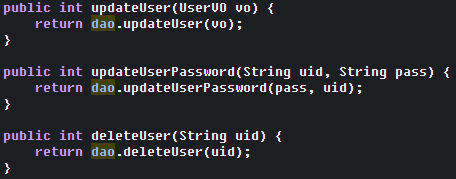 public int updateUser(UserVO vo) {
    return dao.updateUser(vo);
}
public int updateUserPassword(String uid, String pass) {
    return dao.updateUserPassword(pass, uid);
}
public int deleteUser(String uid) {
    return dao.deleteUser(uid);
}